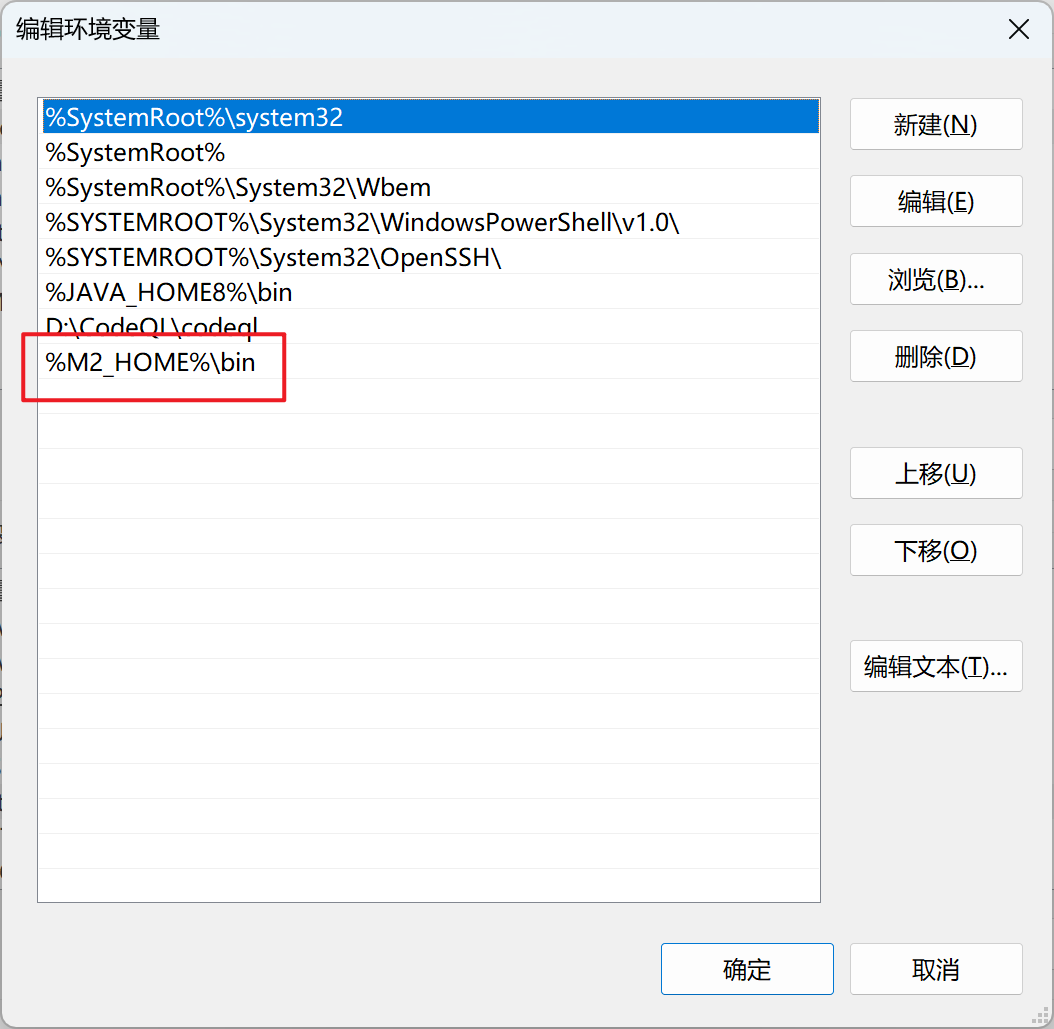 编辑环境变量
%SystemRoot%\system32
%SystemRoot%
%SystemRoot%\System32\Wbem
%SYSTEMROOT%\System32\WindowsPowerShell\v1.0\
%SYSTEMROOT%\System32\OpenSSH\
%JAVA_HOME8%\bin
D:\CodeQL\codeql
%M2_HOME%\bin
新建(N)
编辑(E)
浏览(B)...
删除(D)
上移(U)
下移(O)
编辑文本(T)...
确定
取消